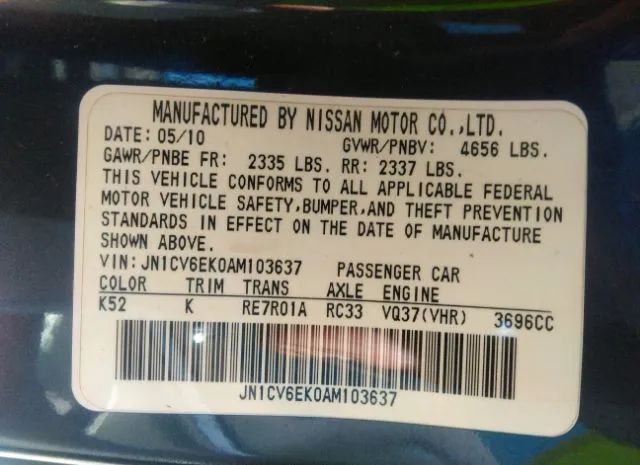 MANUFACTURED BY NISSAN MOTOR CO.,LTD.
DATE: 05/10 GVWR/PNBV: 4656 LBS.
GAWR/PNBE FR: 2335 LBS. RR: 2337 LBS.
THIS VEHICLE CONFORMS TO ALL APPLICABLE FEDERAL
MOTOR VEHICLE SAFETY,BUMPER,AND THEFT PREVENTION
STANDARDS IN EFFECT ON THE DATE OF MANUFACTURE
SHOWN ABOVE.
VIN:JN1CV6EK0AM103637 PASSENGER CAR
COLOR TRIM TRANS AXLE ENGINE
K52 K RE7R01A RC33 VQ37(VHR) 3696CC
JN1CV6EK0AM103637